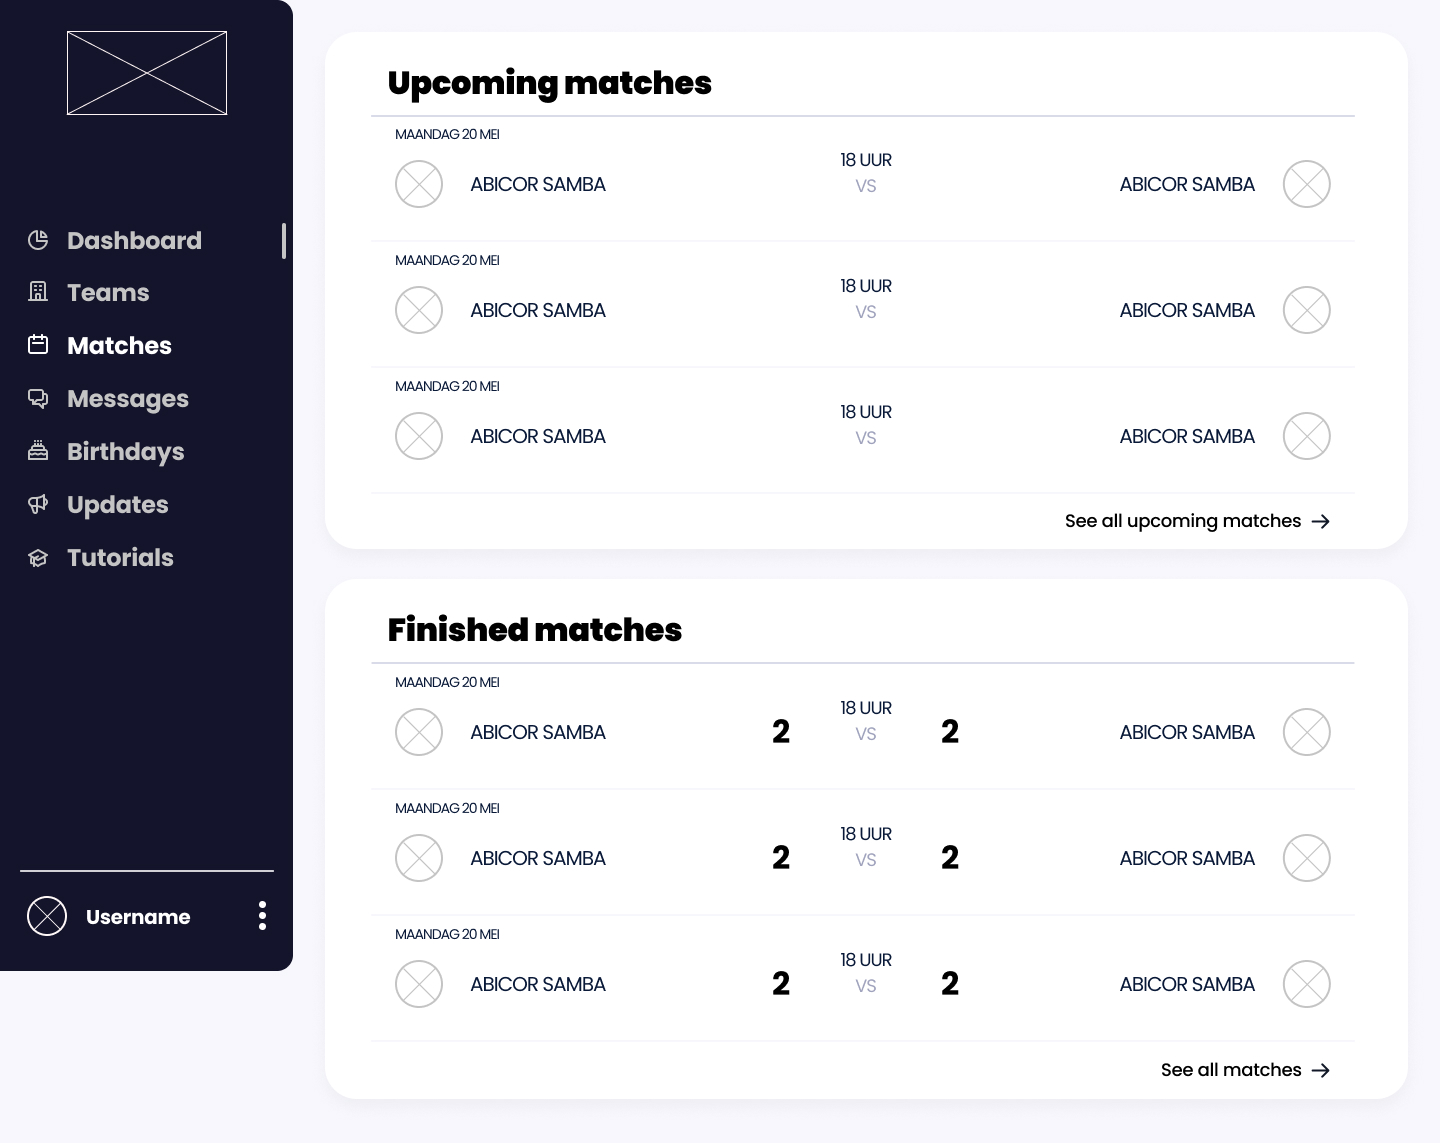 Dashboard
Teams
Matches
Messages
Birthdays
Updates
Tutorials
Username
Upcoming matches
MAANDAG 20 MEI
ABICOR SAMBA
18 UUR
VS
ABICOR SAMBA
MAANDAG 20 MEI
ABICOR SAMBA
18 UUR
VS
ABICOR SAMBA
MAANDAG 20 MEI
ABICOR SAMBA
18 UUR
VS
ABICOR SAMBA
See all upcoming matches
Finished matches
MAANDAG 20 MEI
ABICOR SAMBA
2
18 UUR
VS
2
ABICOR SAMBA
MAANDAG 20 MEI
ABICOR SAMBA
2
18 UUR
VS
2
ABICOR SAMBA
MAANDAG 20 MEI
ABICOR SAMBA
2
18 UUR
VS
2
ABICOR SAMBA
See all matches